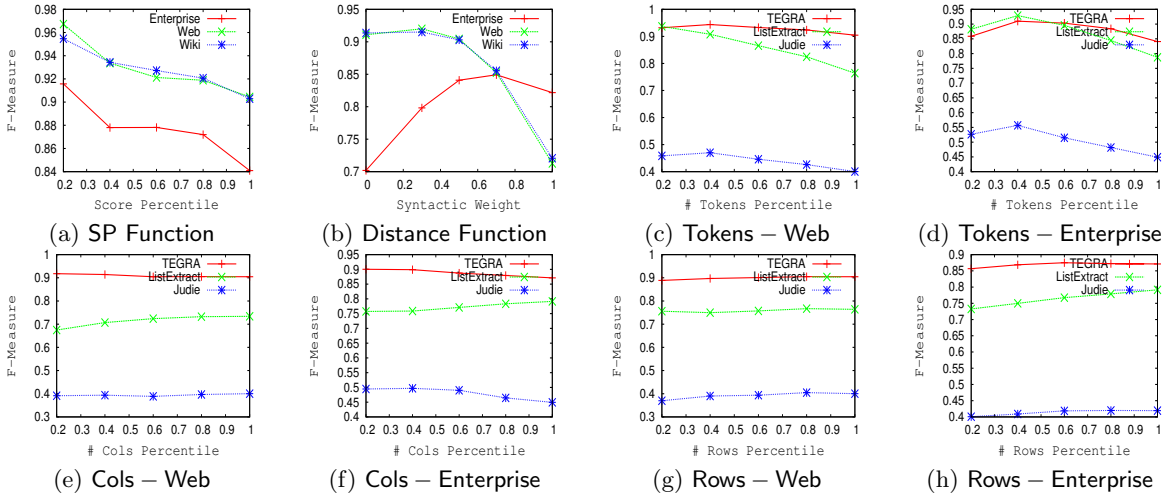 Enterprise
Web
Wiki
0.98
0.96
0.94
0.92
0.9
0.88
0.86
0.84
F-Measure
0.2 0.3 0.4 0.5 0.6 0.7 0.8 0.9 1
Score Percentile
(a) SP Function
Enterprise
Web
Wiki
0.95
0.9
0.85
0.8
0.75
0.7
F-Measure
0 0.2 0.4 0.6 0.8 1
Syntactic Weight
(b) Distance Function
TEGRA
ListExtract
Judie
1
0.9
0.8
0.7
0.6
0.5
0.4
F-Measure
0.2 0.3 0.4 0.5 0.6 0.7 0.8 0.9 1
# Tokens Percentile
(c) Tokens – Web
TEGRA
ListExtract
Judie
0.95
0.9
0.85
0.8
0.75
0.7
0.65
0.6
0.55
0.5
0.45
0.4
F-Measure
0.2 0.3 0.4 0.5 0.6 0.7 0.8 0.9 1
# Tokens Percentile
(d) Tokens – Enterprise
TEGRA
ListExtract
Judie
1
0.9
0.8
0.7
0.6
0.5
0.4
0.3
F-Measure
0.2 0.3 0.4 0.5 0.6 0.7 0.8 0.9 1
# Cols Percentile
(e) Cols – Web
TEGRA
ListExtract
Judie
0.95
0.9
0.85
0.8
0.75
0.7
0.65
0.6
0.55
0.5
0.45
0.4
F-Measure
0.2 0.3 0.4 0.5 0.6 0.7 0.8 0.9 1
# Cols Percentile
(f) Cols – Enterprise
TEGRA
ListExtract
Judie
1
0.9
0.8
0.7
0.6
0.5
0.4
0.3
F-Measure
0.2 0.3 0.4 0.5 0.6 0.7 0.8 0.9 1
# Rows Percentile
(g) Rows – Web
TEGRA
ListExtract
Judie
0.9
0.85
0.8
0.75
0.7
0.65
0.6
0.55
0.5
0.45
0.4
F-Measure
0.2 0.3 0.4 0.5 0.6 0.7 0.8 0.9 1
# Rows Percentile
(h) Rows – Enterprise